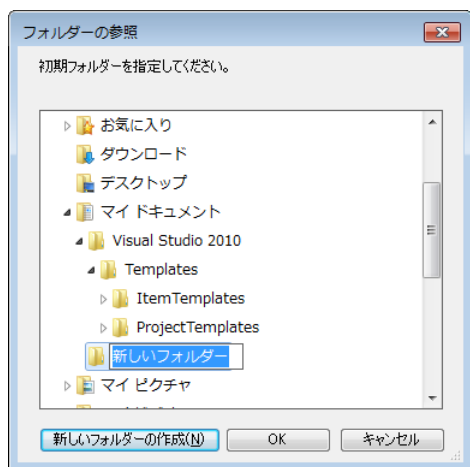 フォルダーの参照
初期フォルダーを指定してください。
お気に入り
ダウンロード
デスクトップ
マイ ドキュメント
Visual Studio 2010
Templates
ItemTemplates
ProjectTemplates
新しいフォルダー
マイ ピクチャ
新しいフォルダーの作成(N) OK キャンセル